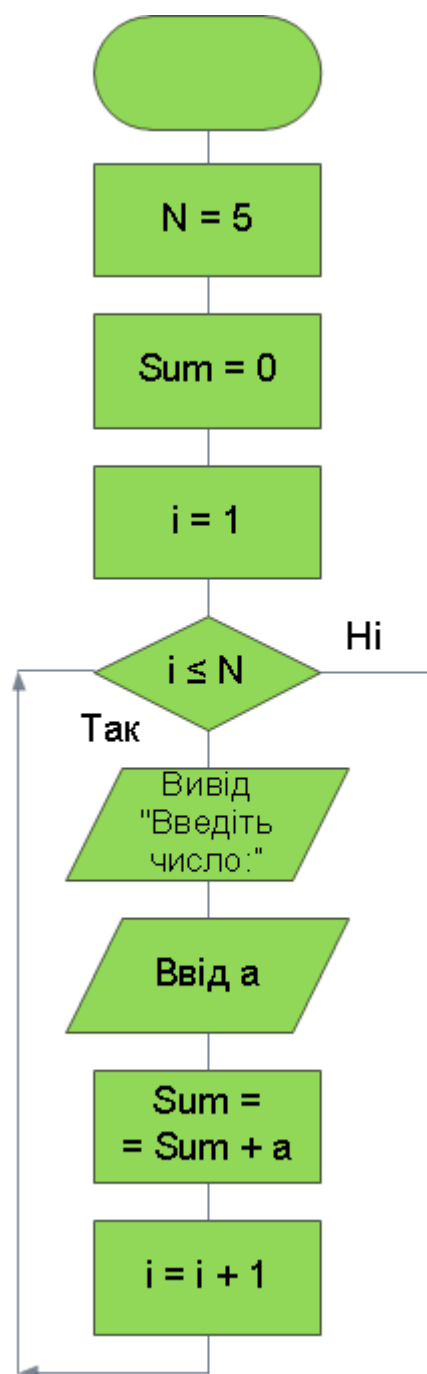 N = 5
Sum = 0
i = 1
i ≤ N
Ні
Так
Вивід
"Введіть
число:"
Ввід а
Sum =
= Sum + a
i = i + 1